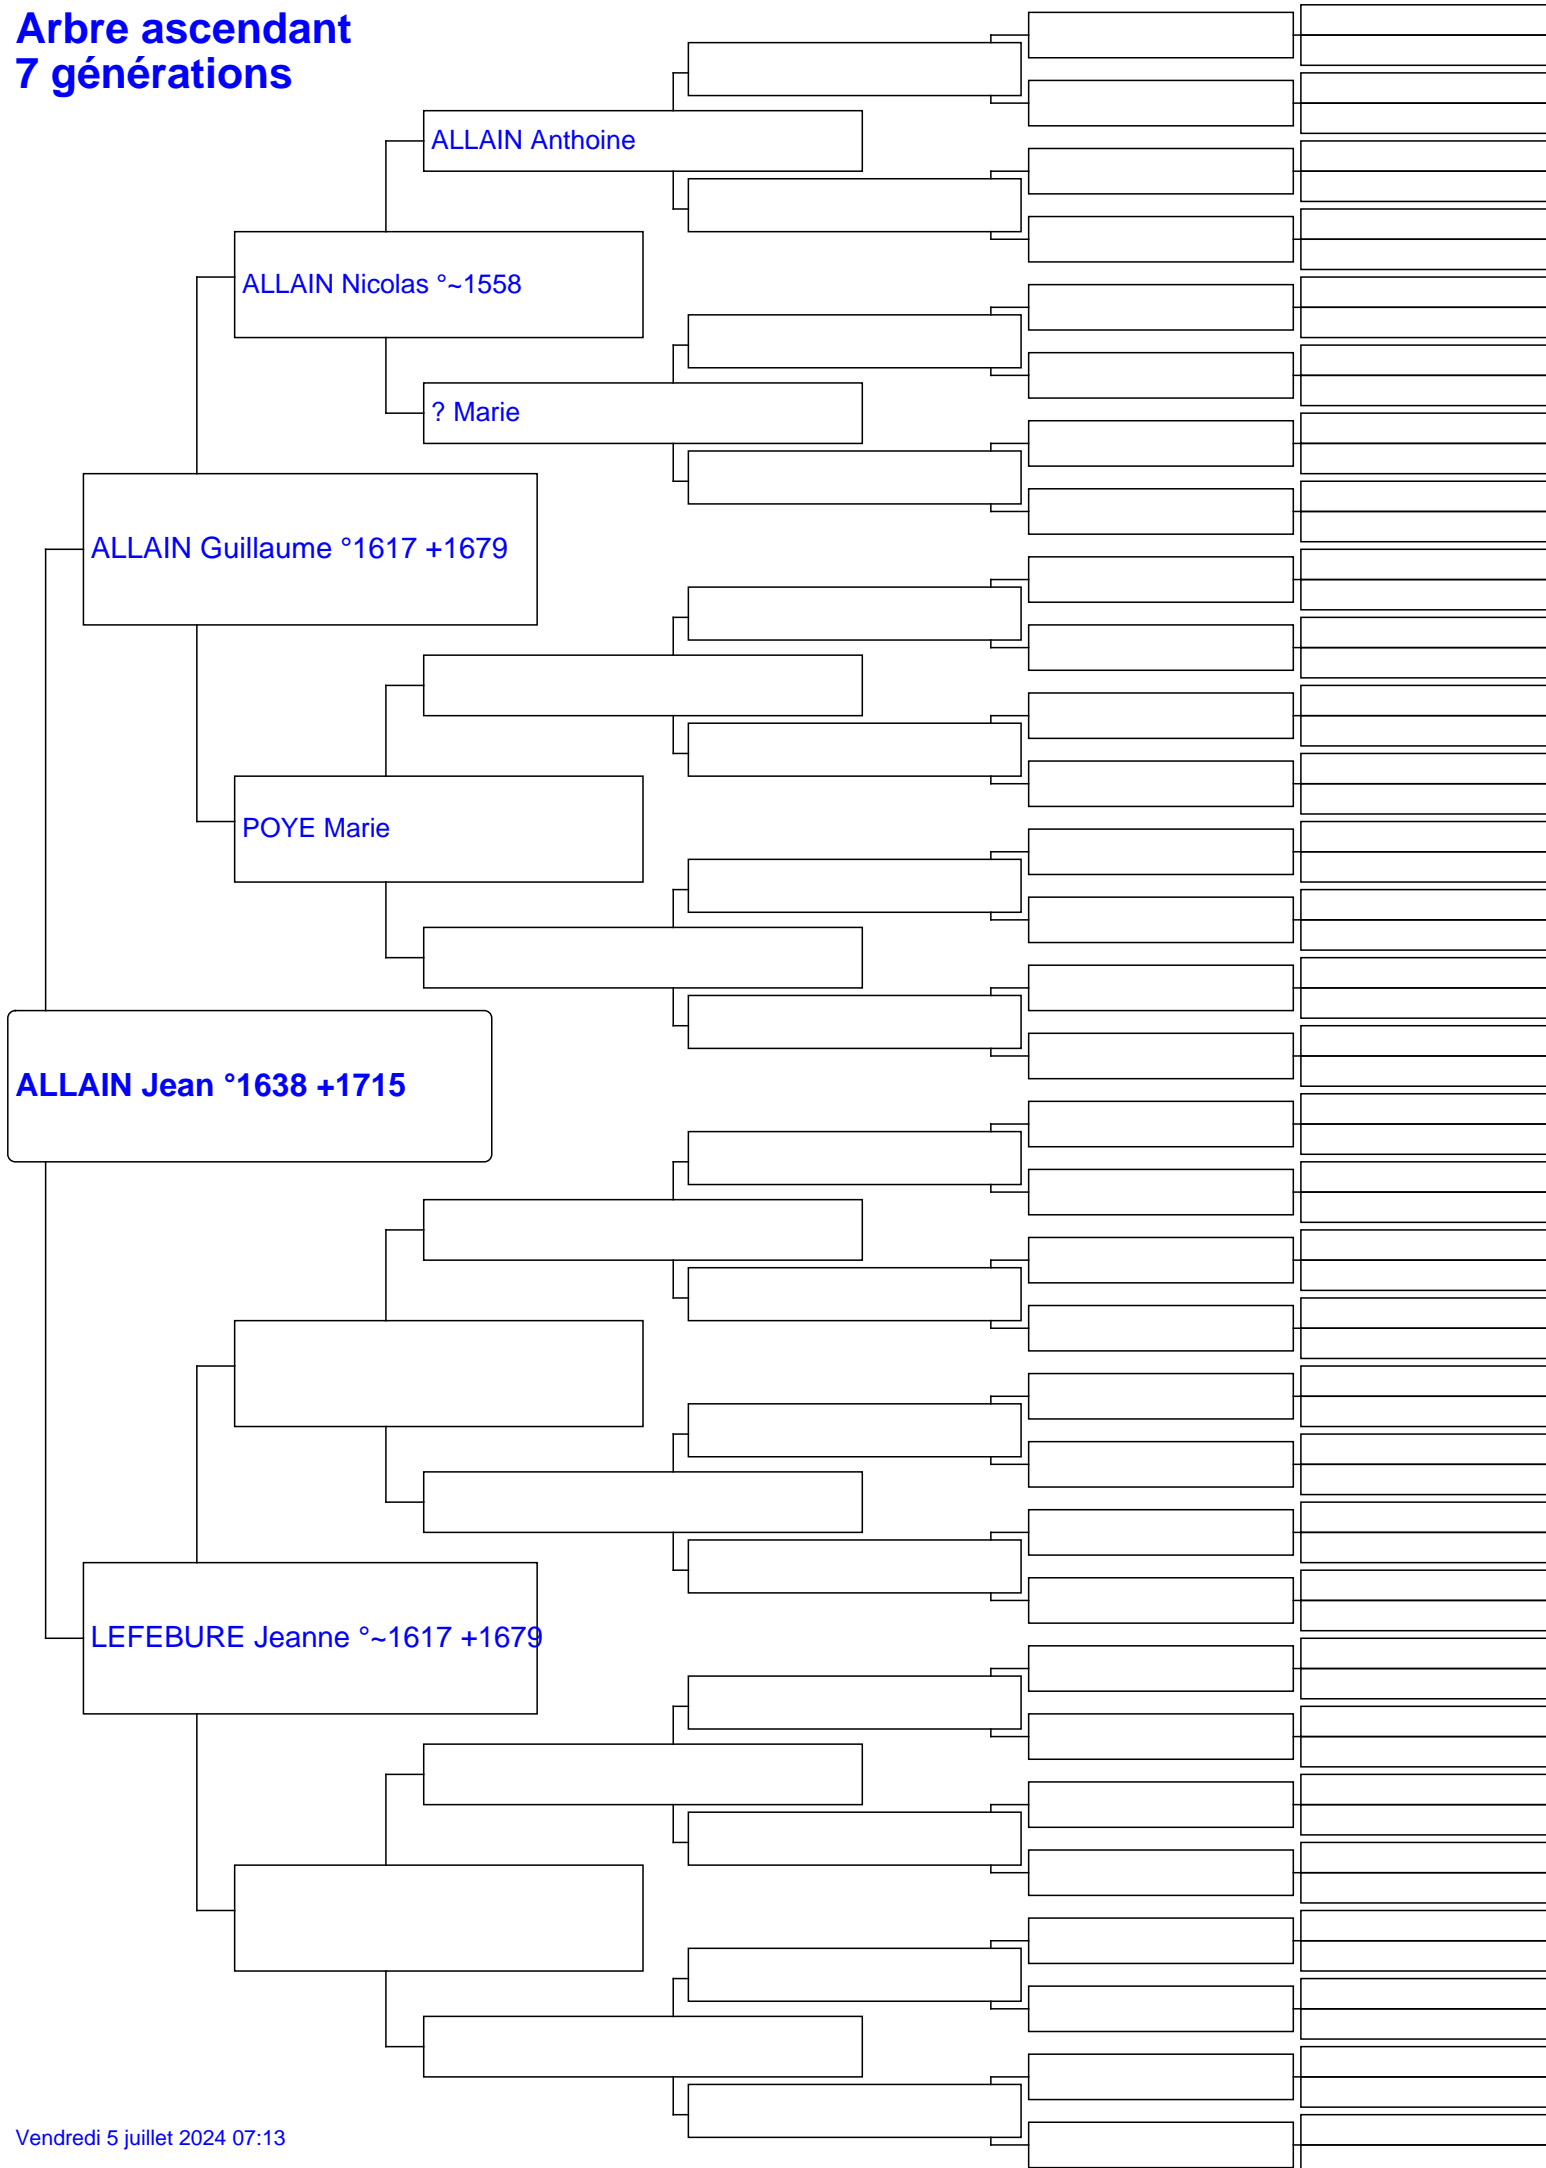 Arbre ascendant
7 générations
ALLAIN Anthoine
ALLAIN Nicolas °~1558
? Marie
ALLAIN Guillaume °1617 +1679
POYE Marie
ALLAIN Jean °1638 +1715
LEFEBURE Jeanne °~1617 +1679
Vendredi 5 juillet 2024 07:13